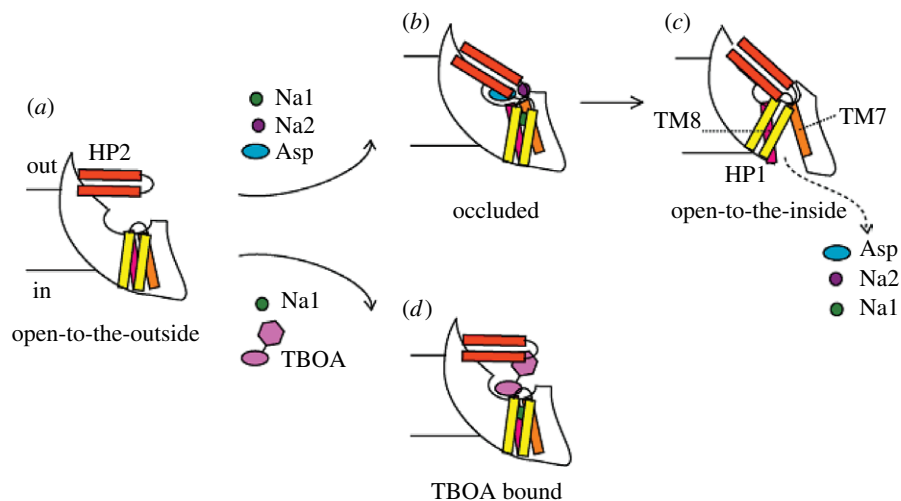 (a)
out
HP2
in
open-to-the-outside
Na1
Na2
Asp
(b)
occluded
(c)
TM8
TM7
HP1
open-to-the-inside
Asp
Na2
Na1
Na1
TBOA
(d)
TBOA bound